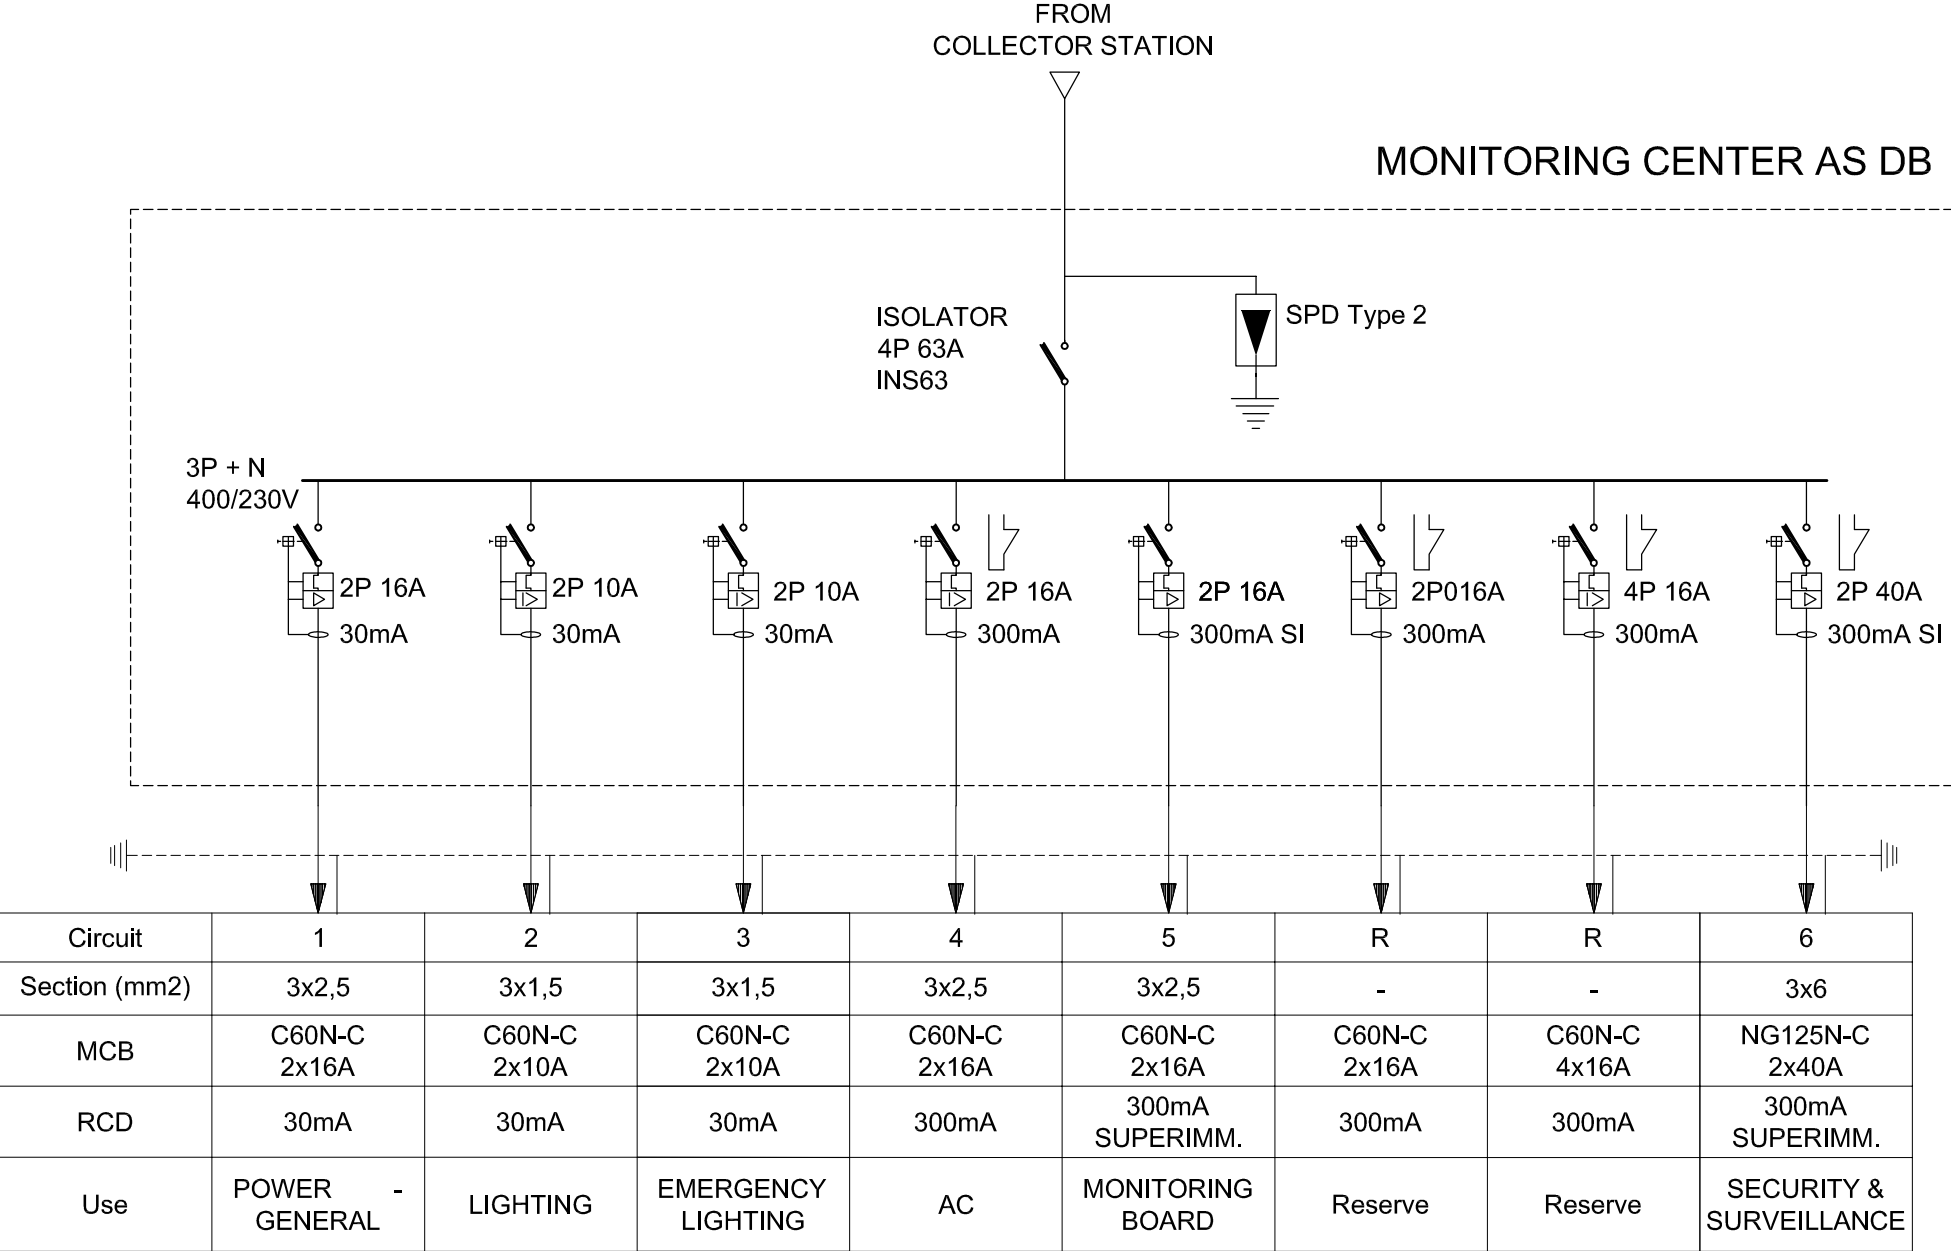 FROM
COLLECTOR STATION
MONITORING CENTER AS DB
ISOLATOR
4P 63A
INS63
SPD Type 2
3P + N
400/230V
2P 16A
30mA
2P 10A
30mA
2P 10A
30mA
2P 16A
300mA
2P 16A
300mA SI
2P016A
300mA
4P 16A
300mA
2P 40A
300mA SI
Circuit 1 2 3 4 5 R R 6
Section (mm2) 3x2,5 3x1,5 3x1,5 3x2,5 3x2,5 - - 3x6
MCB
C60N-C
2x16A
C60N-C
2x10A
C60N-C
2x10A
C60N-C
2x16A
C60N-C
2x16A
C60N-C
2x16A
C60N-C
4x16A
NG125N-C
2x40A
RCD
30mA
30mA
30mA
300mA
300mA
SUPERIMM.
300mA
300mA
300mA
SUPERIMM.
Use
POWER -
GENERAL
LIGHTING
EMERGENCY
LIGHTING
AC
MONITORING
BOARD
Reserve
Reserve
SECURITY &
SURVEILLANCE